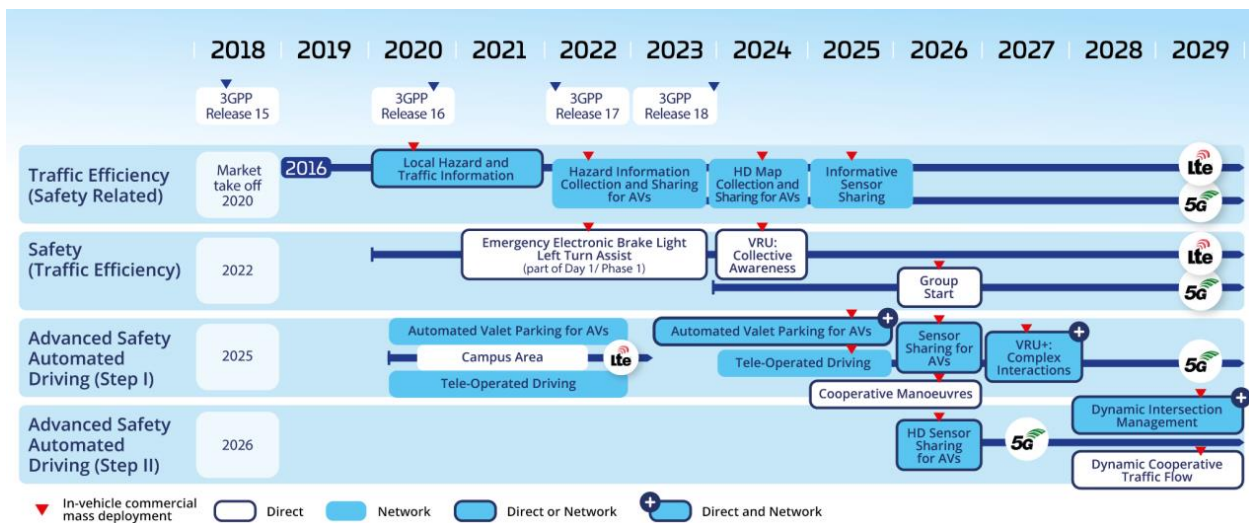 2018 2019 2020 2021 2022 2023 2024 2025 2026 2027 2028 2029
3GPP
Release 15
3GPP
Release 16
3GPP
Release 17
3GPP
Release 18
Traffic Efficiency
(Safety Related)
Market
take off
2020
2016
Local Hazard and
Traffic Information
Hazard Information
Collection and Sharing
for AVs
HD Map
Collection and
Sharing for AVs
Informative
Sensor
Sharing
LTE
5G
Safety
(Traffic Efficiency)
2022
Emergency Electronic Brake Light
Left Turn Assist
(part of Day 1/ Phase 1)
VRU:
Collective
Awareness
Group
Start
LTE
5G
Advanced Safety
Automated
Driving (Step I)
2025
Automated Valet Parking for AVs
Campus Area
LTE
Tele-Operated Driving
Automated Valet Parking for AVs
+
Tele-Operated Driving
Sensor
Sharing for
AVs
VRU+:
Complex
Interactions
+
Cooperative Manoeuvres
5G
Advanced Safety
Automated
Driving (Step II)
2026
HD Sensor
Sharing
for AVs
5G
Dynamic Intersection
Management
+
Dynamic Cooperative
Traffic Flow
In-vehicle commercial
mass deployment
Direct
Network
Direct or Network
+
Direct and Network